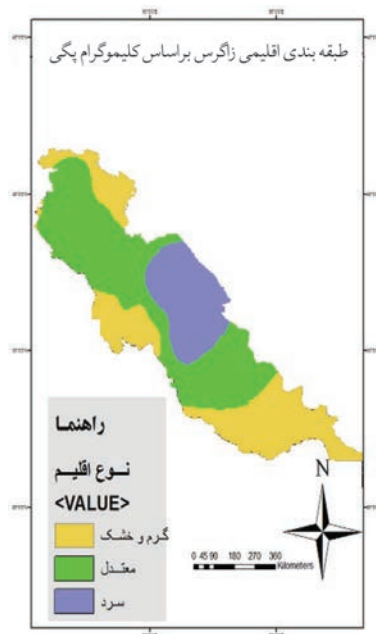 طبقه بندی اقلیمی زاگرس براساس کلیموگرام پگی
راهنما
نوع اقلیم
<VALUE>
گرم و خشک
معتدل
سرد
N
0 45 90 180 270 360
Kilometers